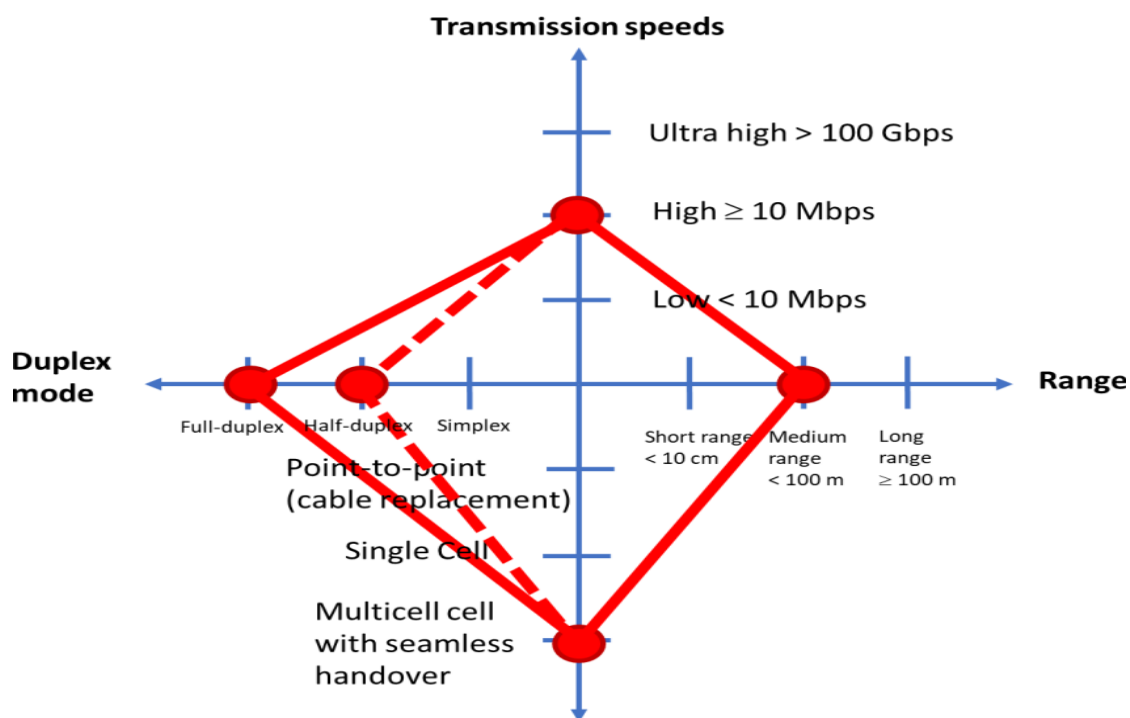 Transmission speeds
Ultra high > 100 Gbps
High ≥ 10 Mbps
Low < 10 Mbps
Duplex
mode
Range
Full-duplex
Half-duplex
Simplex
Short range
< 10 cm
Medium
range
< 100 m
Long
range
≥ 100 m
Point-to-point
(cable replacement)
Single Cell
Multicell cell
with seamless
handover